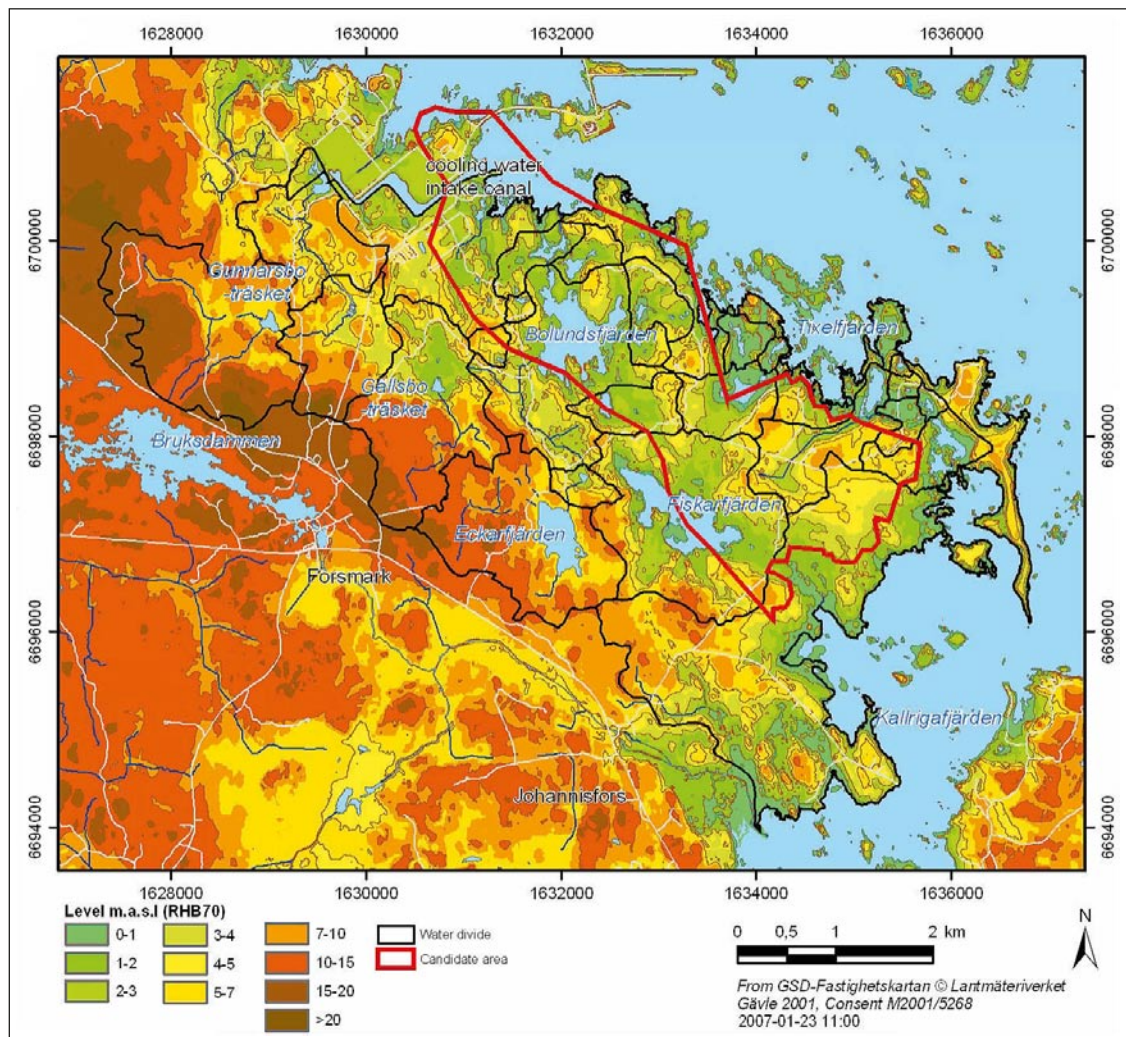 1628000 1630000 1632000 1634000 1636000
cooling water
intake canal
6700000 6700000
Gunnarsbo
-träsket
Bolundsfjärden
Tixelfjärden
Gällsbo
-träsket
6698000 6698000
Bruksdammen
Fiskarfjärden
Eckarfjärden
Forsmark
6696000 6696000
Kallrigafjärden
Johannisfors
6694000 6694000
1628000 1630000 1632000 1634000 1636000
Level m.a.s.l (RHB70)
0-1 3-4 7-10 Water divide
1-2 4-5 10-15 Candidate area
2-3 5-7 15-20
>20
0 0,5 1 2 km
N
From GSD-Fastighetskartan © Lantmäteriverket
Gävle 2001, Consent M2001/5268
2007-01-23 11:00